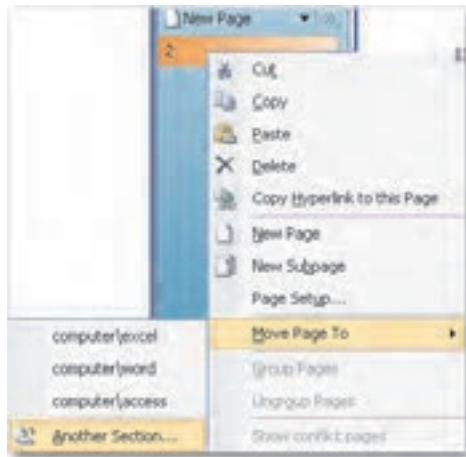 New Page
2
Cut
Copy
Paste
Delete
Copy Hyperlink to this Page
New Page
New Subpage
Page Setup...
Move Page To
computer\excel
computer\word
computer\access
Another Section...
Group Pages
Ungroup Pages
Show conflict pages